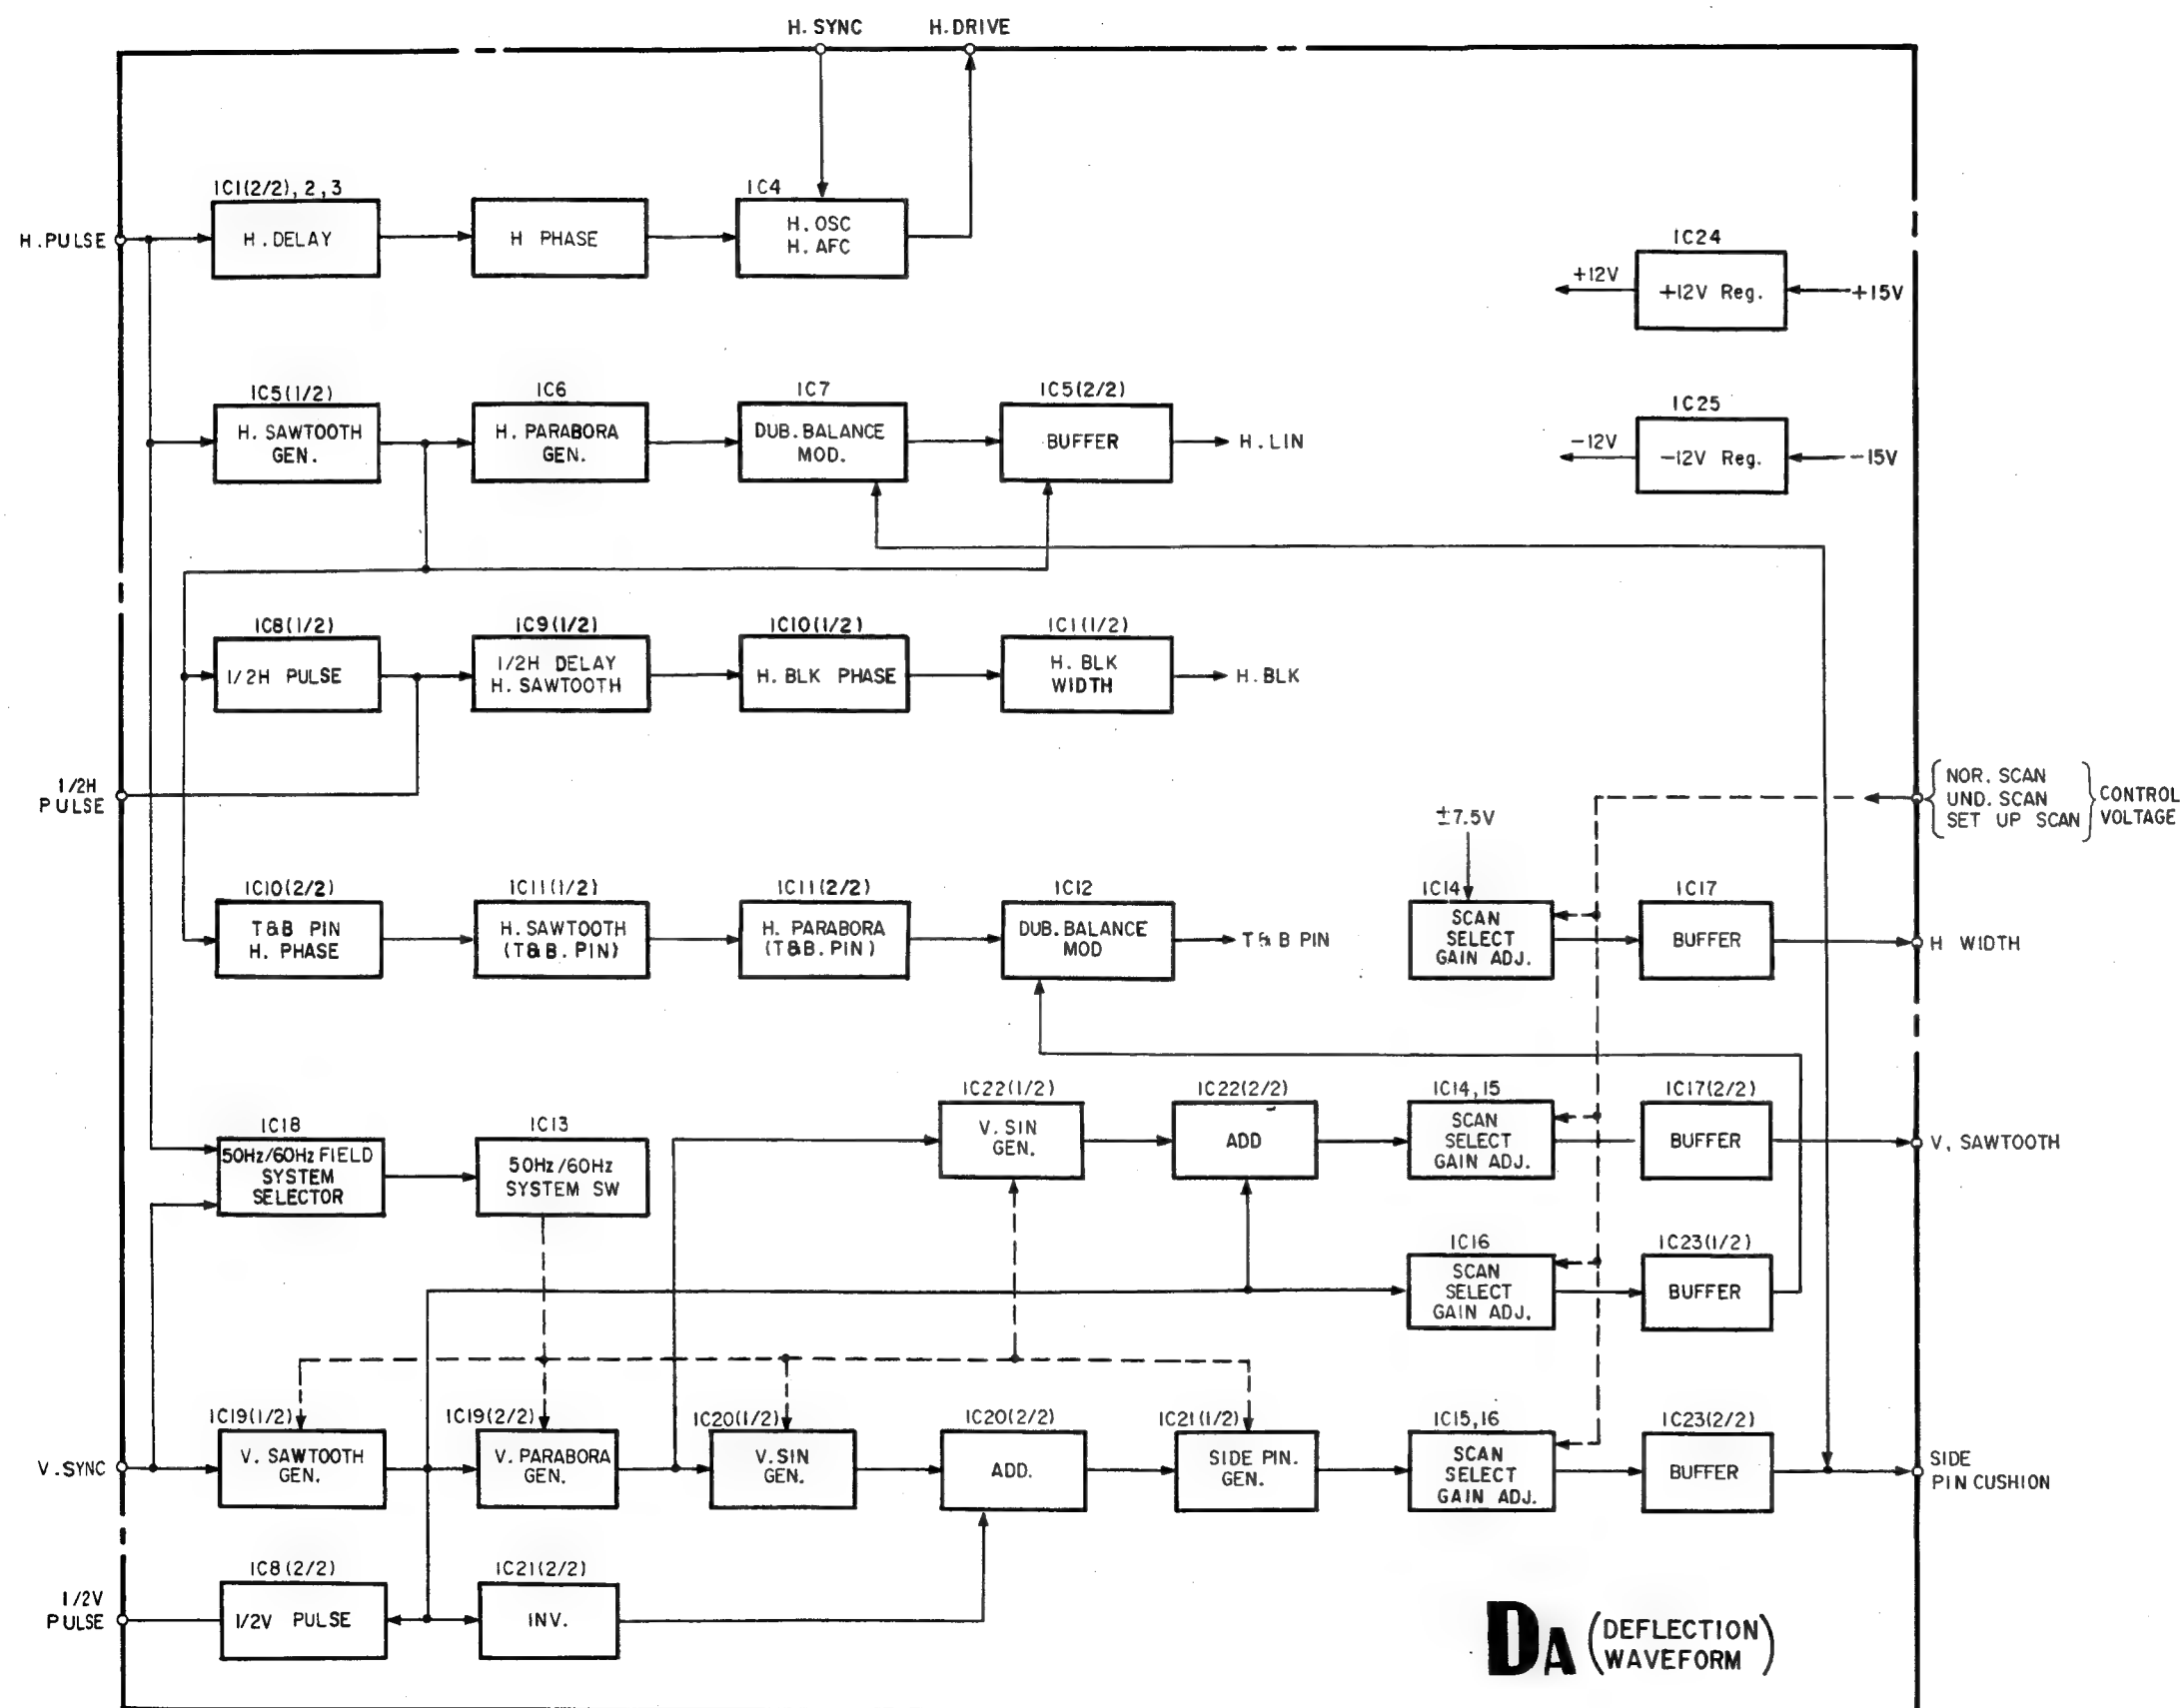 H. SYNC
H.DRIVE
IC1(2/2), 2, 3
IC4
H.PULSE
H. DELAY
H PHASE
H. OSC
H. AFC
IC24
+12V
+12V Reg.
+15V
IC5(1/2)
IC6
IC7
IC5(2/2)
H. SAWTOOTH
GEN.
H. PARABORA
GEN.
DUB. BALANCE
MOD.
BUFFER
H. LIN
IC25
-12V
-12V Reg.
-15V
IC8(1/2)
IC9(1/2)
IC10(1/2)
IC1(1/2)
1/2H PULSE
1/2H DELAY
H. SAWTOOTH
H. BLK PHASE
H. BLK
WIDTH
H. BLK
1/2H
PULSE
NOR. SCAN
UND. SCAN
SET UP SCAN
CONTROL
VOLTAGE
±7.5V
IC10(2/2)
IC11(1/2)
IC11(2/2)
IC12
IC14
IC17
T&B PIN
H. PHASE
H. SAWTOOTH
(T&B. PIN)
H. PARABORA
(T&B. PIN)
DUB. BALANCE
MOD
T&B PIN
SCAN
SELECT
GAIN ADJ.
BUFFER
H WIDTH
IC22(1/2)
IC22(2/2)
IC14, 15
IC17(2/2)
V. SIN
GEN.
ADD
SCAN
SELECT
GAIN ADJ.
BUFFER
V, SAWTOOTH
IC18
IC13
50Hz/60Hz FIELD
SYSTEM
SELECTOR
50Hz/60Hz
SYSTEM SW
IC16
IC23(1/2)
SCAN
SELECT
GAIN ADJ.
BUFFER
IC19(1/2)
IC19(2/2)
IC20(1/2)
IC20(2/2)
IC21(1/2)
IC15, 16
IC23(2/2)
V.SYNC
V. SAWTOOTH
GEN.
V. PARABORA
GEN.
V.SIN
GEN.
ADD.
SIDE PIN.
GEN.
SCAN
SELECT
GAIN ADJ.
BUFFER
SIDE
PIN CUSHION
IC8(2/2)
IC21(2/2)
1/2V
PULSE
1/2V PULSE
INV.
DA (DEFLECTION
WAVEFORM)